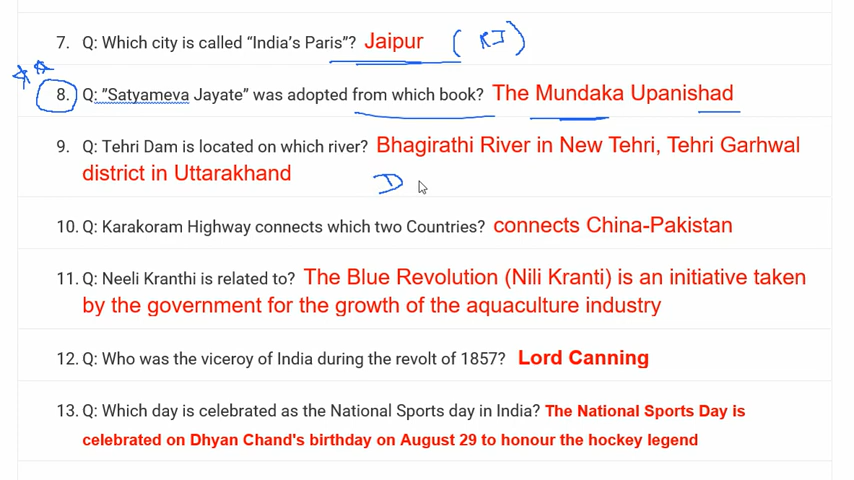 7. Q: Which city is called “India’s Paris”? Jaipur ( RJ )
8. Q: ”Satyameva Jayate” was adopted from which book? The Mundaka Upanishad
9. Q: Tehri Dam is located on which river? Bhagirathi River in New Tehri, Tehri Garhwal
district in Uttarakhand
D
10. Q: Karakoram Highway connects which two Countries? connects China-Pakistan
11. Q: Neeli Kranthi is related to? The Blue Revolution (Nili Kranti) is an initiative taken
by the government for the growth of the aquaculture industry
12. Q: Who was the viceroy of India during the revolt of 1857? Lord Canning
13. Q: Which day is celebrated as the National Sports day in India? The National Sports Day is
celebrated on Dhyan Chand's birthday on August 29 to honour the hockey legend